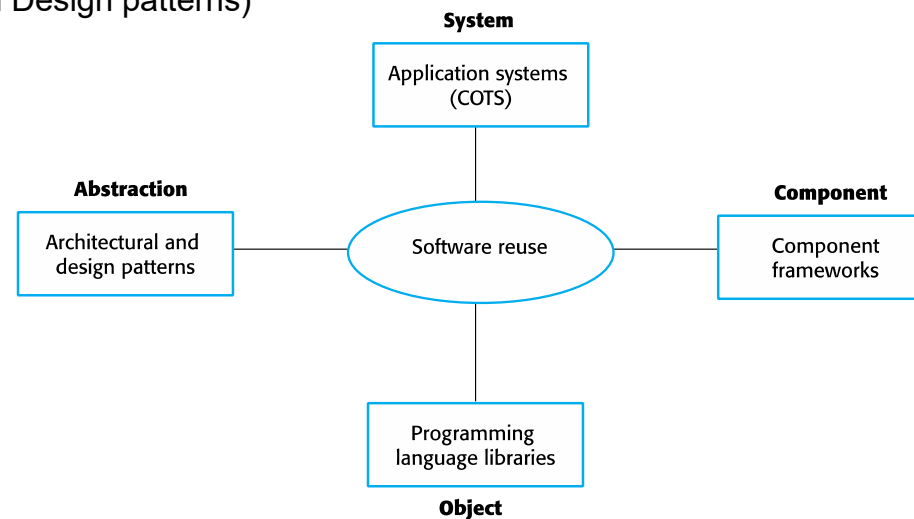 Design patterns)
System
Application systems
(COTS)
Abstraction
Architectural and
design patterns
Software reuse
Component
Component
frameworks
Programming
language libraries
Object